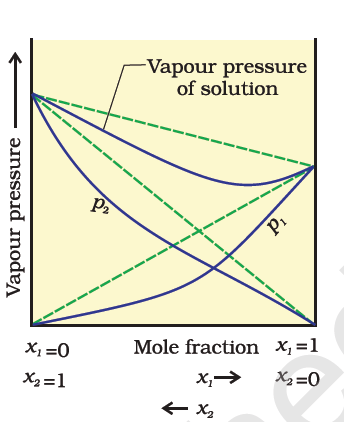 Vapour pressure
of solution
Vapour pressure
p₂
p₁
x₁=0 Mole fraction x₁=1
x₂=1 x₁→ x₂=0
← x₂